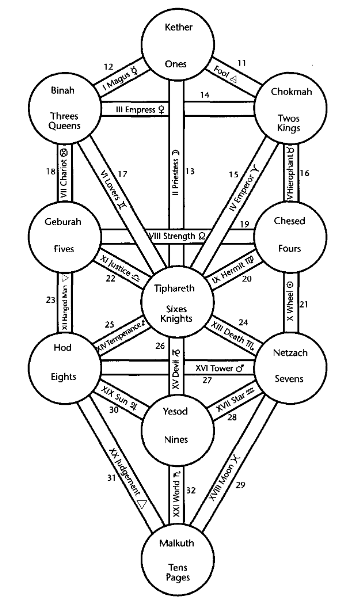 Kether
Ones
12
I Magus ☿
11
Fool △
Binah
Threes
Queens
14
III Empress ♀
Chokmah
Twos
Kings
18
VII Chariot
17
VI Lovers ♊
II Priestess ☽
13
15
IV Emperor ♈
V Hierophant ♉
16
Geburah
Fives
19
VIII Strength ♌
Chesed
Fours
XI Justice ♎
22
IX Hermit ♍
20
23
XII Hanged Man ▽
Tiphareth
Sixes
Knights
X Wheel
21
25
XIV Temperance
26
XV Devil ♑
24
XIII Death ♏
Hod
Eights
XVI Tower ♂
27
Netzach
Sevens
XIX Sun
30
Yesod
Nines
XVII Star ♒
28
XX Judgement △
31
XXI World
32
XVIII Moon
29
Malkuth
Tens
Pages